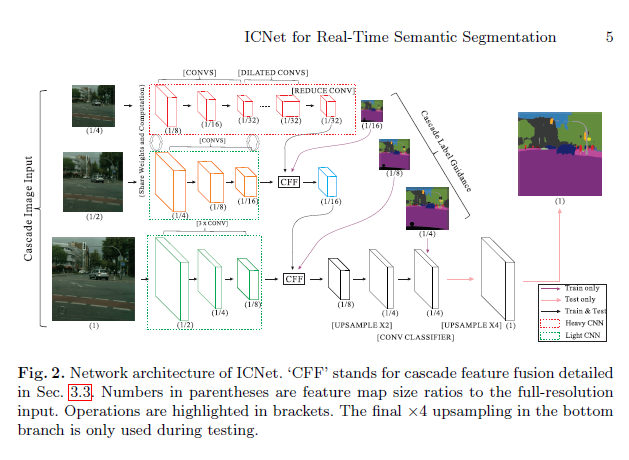 ICNet for Real-Time Semantic Segmentation 5
[CONVS] [DILATED CONVS]
[REDUCE CONV]
(1/4)
(1/8)
(1/16)
(1/32)
(1/32)
(1/32)
(1/16)
Cascade Image Input
(Share Weights and Computation)
Cascade Label Guidance
[CONVS]
(1/2)
(1/4)
(1/8)
(1/16)
CFF
(1/16)
(1/8)
(1/4)
(1)
[3 x CONV]
(1)
(1/2)
(1/4)
(1/8)
CFF
(1/8)
(1/4)
(1/4)
(1)
[UPSAMPLE X2]
[UPSAMPLE X4]
[CONV CLASSIFIER]
Train only
Test only
Train & Test
Heavy CNN
Light CNN
Fig. 2. Network architecture of ICNet. ‘CFF’ stands for cascade feature fusion detailed
in Sec. 3.3. Numbers in parentheses are feature map size ratios to the full-resolution
input. Operations are highlighted in brackets. The final ×4 upsampling in the bottom
branch is only used during testing.